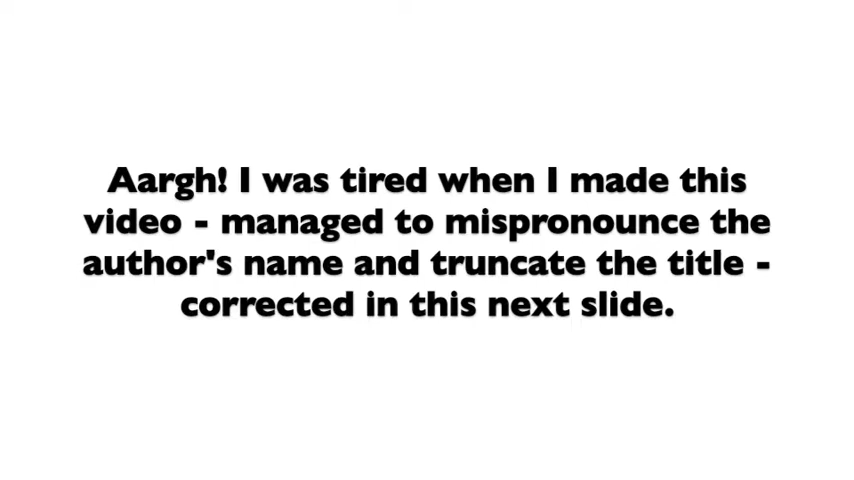 Aargh! I was tired when I made this
video - managed to mispronounce the
author's name and truncate the title -
corrected in this next slide.